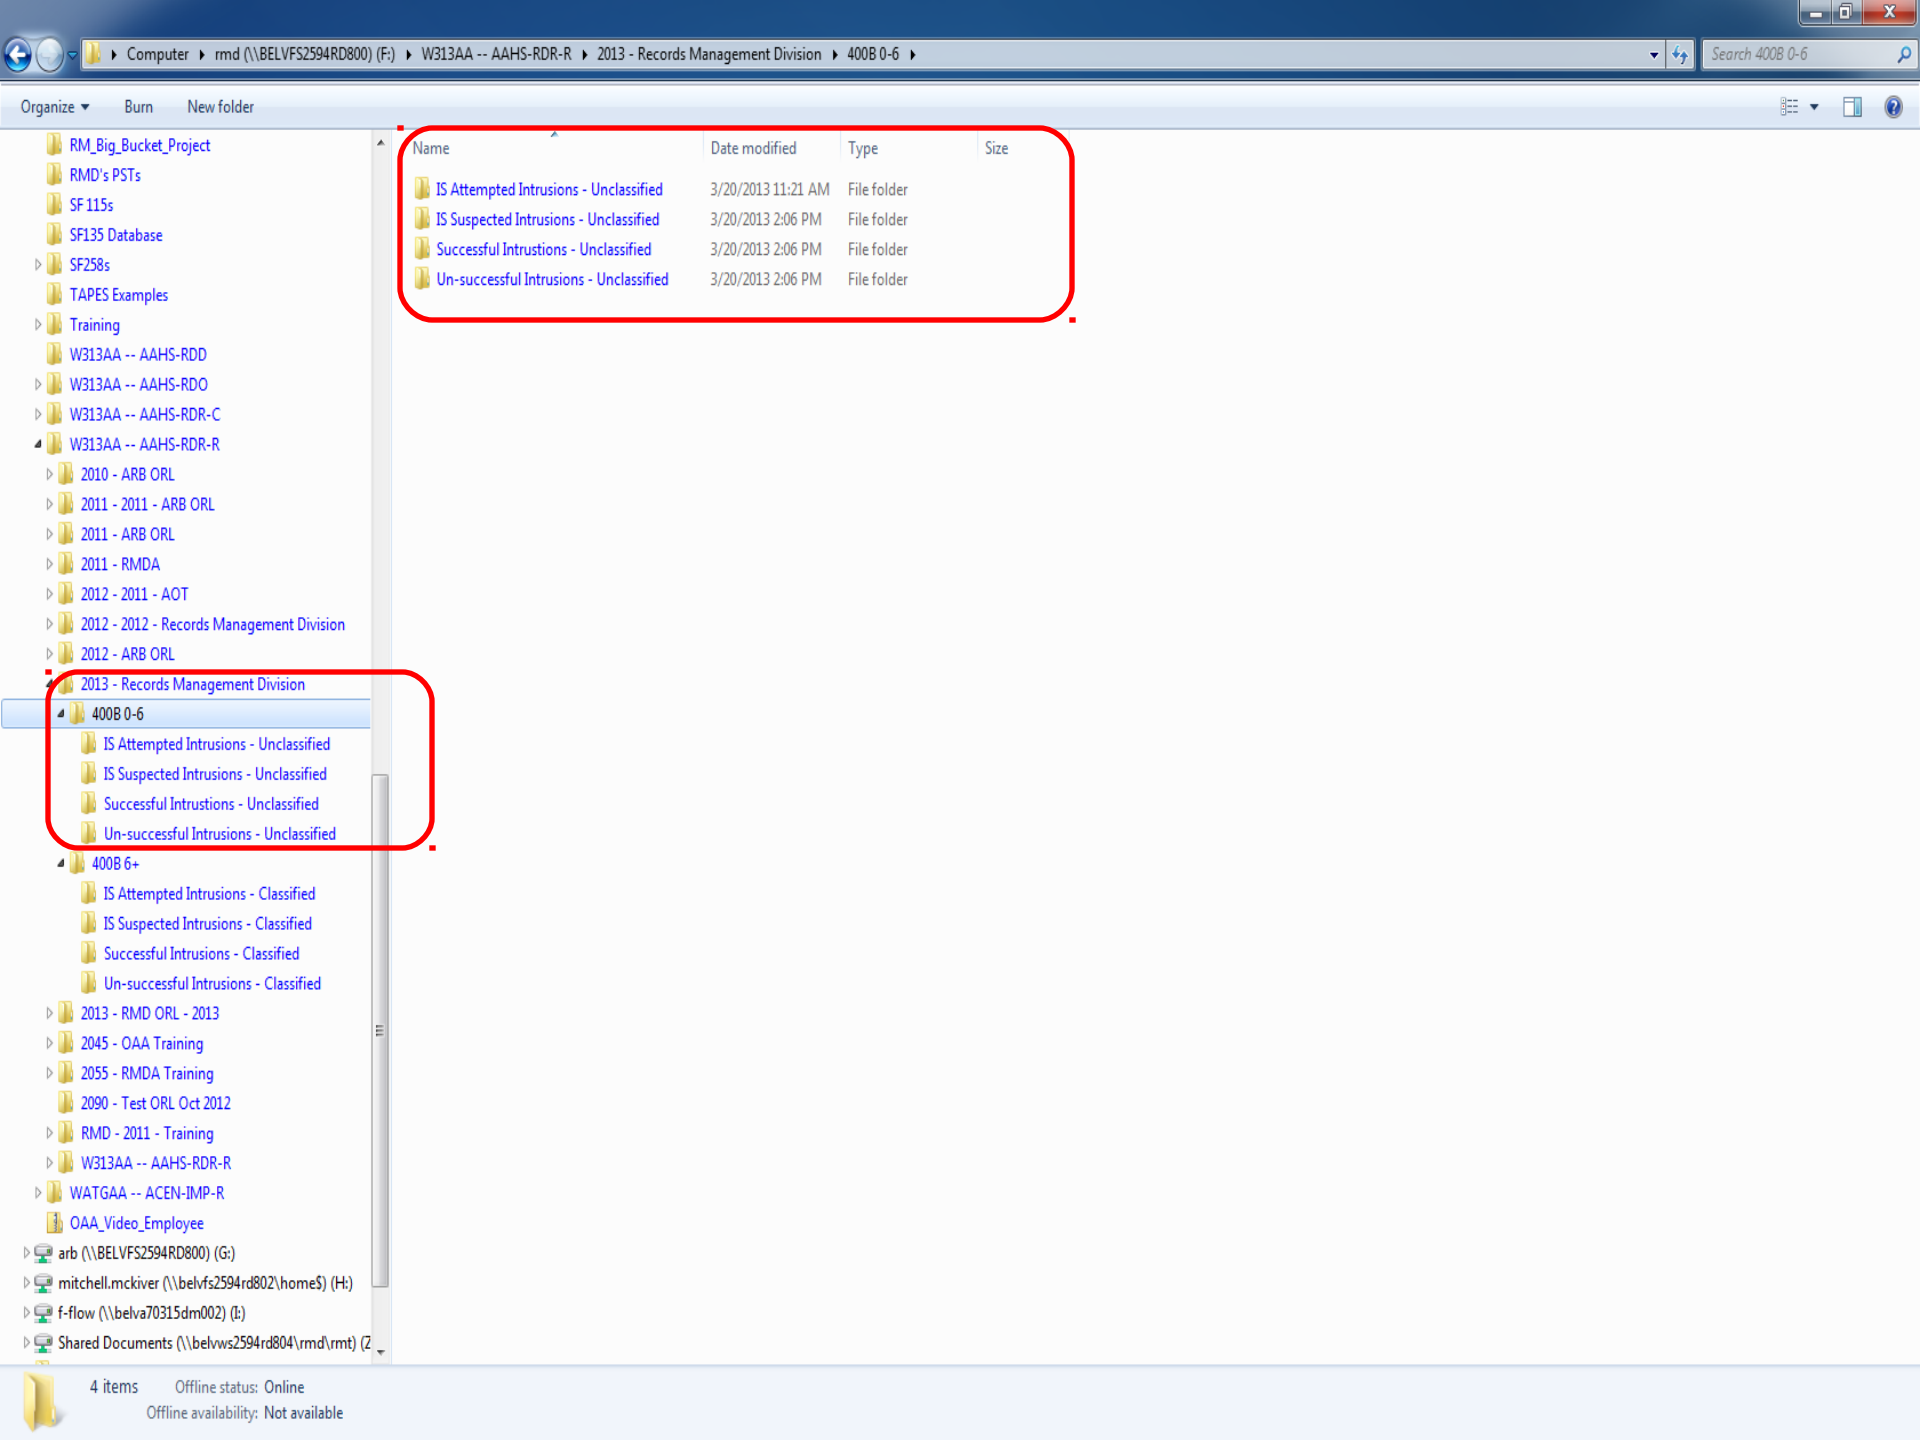 Computer ▸ rmd (\\BELVFS2594RD800) (F:) ▸ W313AA -- AAHS-RDR-R ▸ 2013 - Records Management Division ▸ 400B 0-6 ▸
Search 400B 0-6
Organize ▾ Burn New folder
RM_Big_Bucket_Project
RMD's PSTs
SF 115s
SF135 Database
SF258s
TAPES Examples
Training
W313AA -- AAHS-RDD
W313AA -- AAHS-RDO
W313AA -- AAHS-RDR-C
W313AA -- AAHS-RDR-R
2010 - ARB ORL
2011 - 2011 - ARB ORL
2011 - ARB ORL
2011 - RMDA
2012 - 2011 - AOT
2012 - 2012 - Records Management Division
2012 - ARB ORL
2013 - Records Management Division
400B 0-6
IS Attempted Intrusions - Unclassified
IS Suspected Intrusions - Unclassified
Successful Intrustions - Unclassified
Un-successful Intrusions - Unclassified
400B 6+
IS Attempted Intrusions - Classified
IS Suspected Intrusions - Classified
Successful Intrusions - Classified
Un-successful Intrusions - Classified
2013 - RMD ORL - 2013
2045 - OAA Training
2055 - RMDA Training
2090 - Test ORL Oct 2012
RMD - 2011 - Training
W313AA -- AAHS-RDR-R
WATGAA -- ACEN-IMP-R
OAA_Video_Employee
arb (\\BELVFS2594RD800) (G:)
mitchell.mckiver (\\belvfs2594rd802\home$) (H:)
f-flow (\\belva70315dm002) (I:)
Shared Documents (\\belvws2594rd804\rmd\rmt) (Z
Name Date modified Type Size
IS Attempted Intrusions - Unclassified 3/20/2013 11:21 AM File folder
IS Suspected Intrusions - Unclassified 3/20/2013 2:06 PM File folder
Successful Intrustions - Unclassified 3/20/2013 2:06 PM File folder
Un-successful Intrusions - Unclassified 3/20/2013 2:06 PM File folder
4 items Offline status: Online
Offline availability: Not available